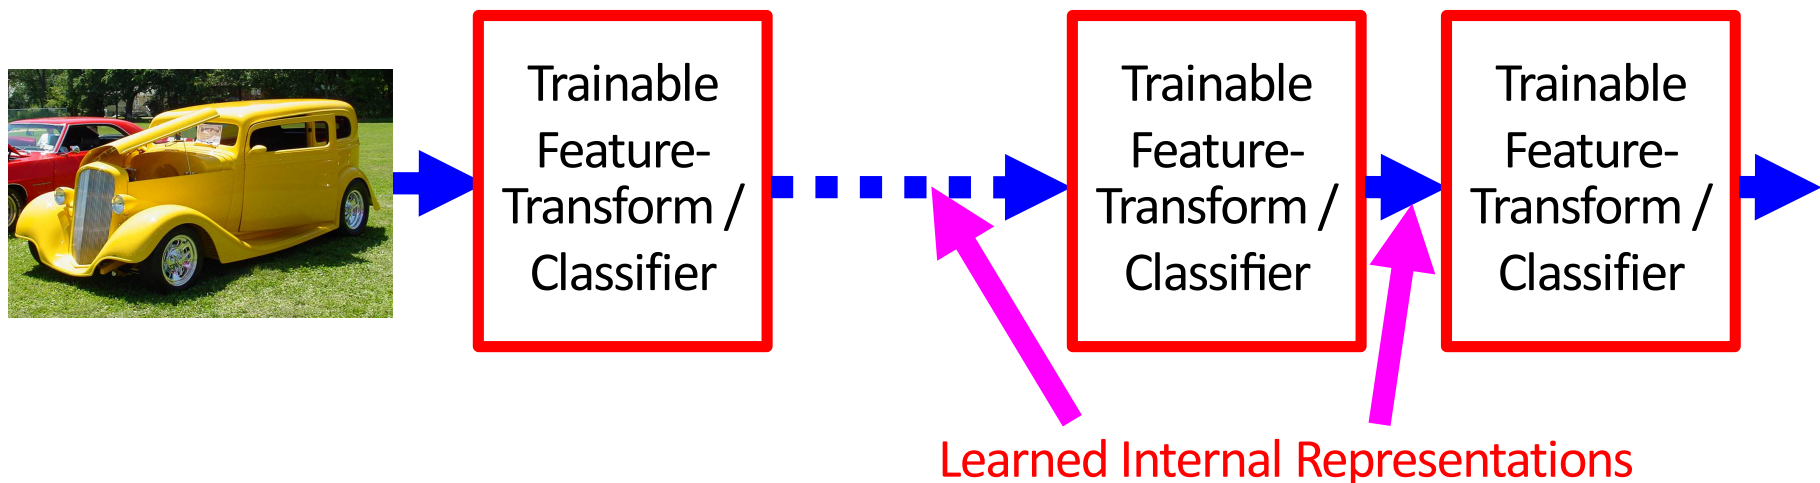 Trainable
Feature-
Transform /
Classifier
Trainable
Feature-
Transform /
Classifier
Trainable
Feature-
Transform /
Classifier
Learned Internal Representations